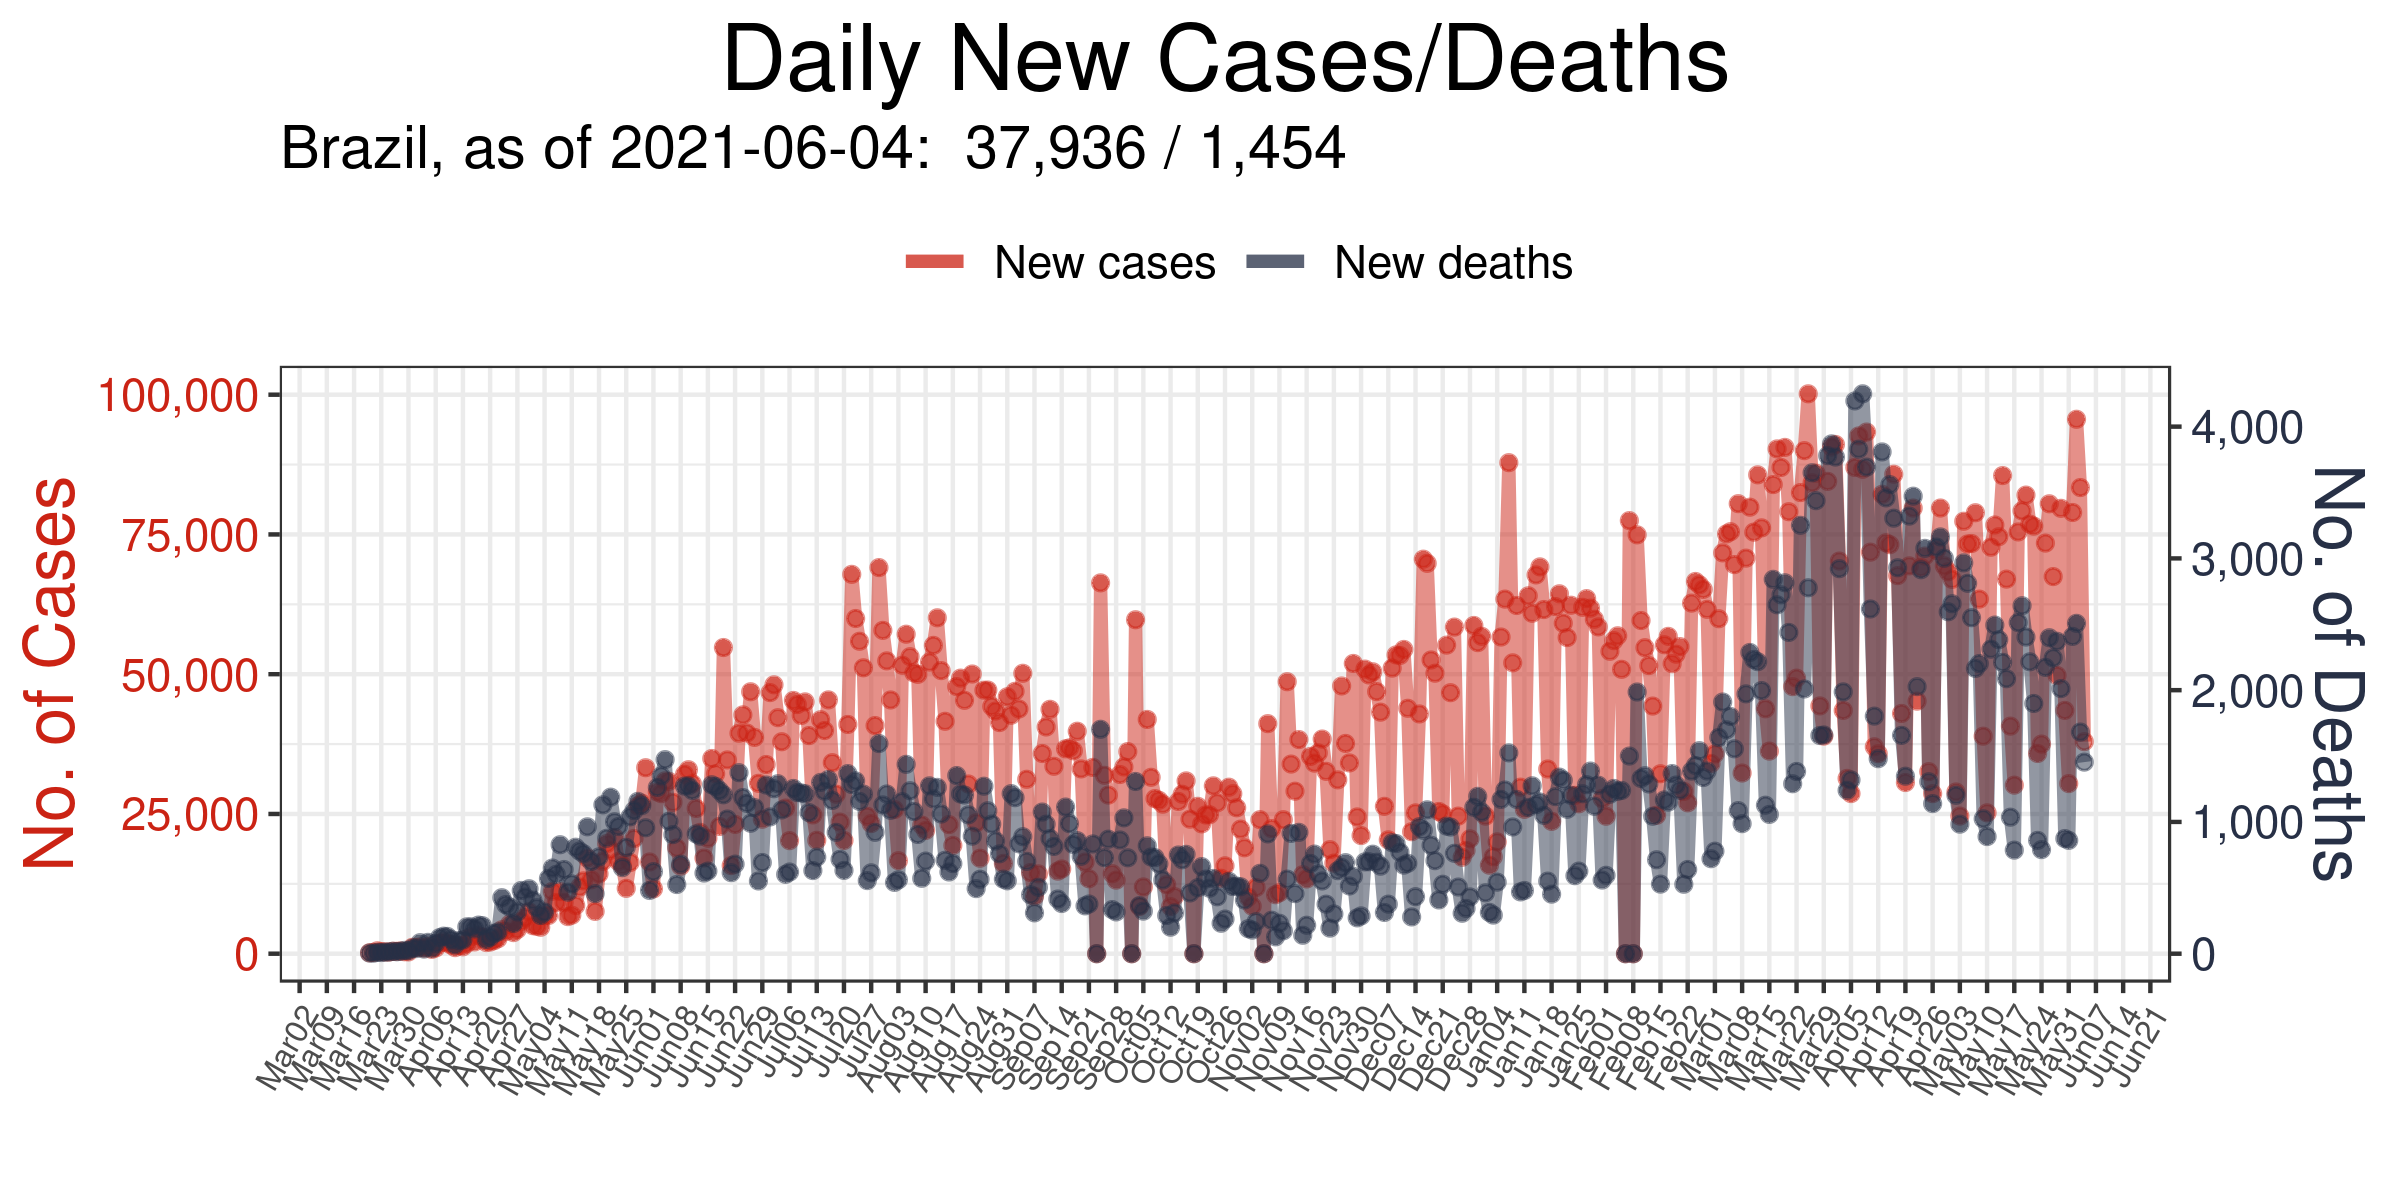 Daily New Cases/Deaths
Brazil, as of 2021-06-04:  37,936 / 1,454
New cases
New deaths
No. of Cases
100,000
75,000
50,000
25,000
0
4,000
3,000
2,000
1,000
0
No. of Deaths
Mar02
Mar09
Mar16
Mar23
Mar30
Apr06
Apr13
Apr20
Apr27
May04
May11
May18
May25
Jun01
Jun08
Jun15
Jun22
Jun29
Jul06
Jul13
Jul20
Jul27
Aug03
Aug10
Aug17
Aug24
Aug31
Sep07
Sep14
Sep21
Sep28
Oct05
Oct12
Oct19
Oct26
Nov02
Nov09
Nov16
Nov23
Nov30
Dec07
Dec14
Dec21
Dec28
Jan04
Jan11
Jan18
Jan25
Feb01
Feb08
Feb15
Feb22
Mar01
Mar08
Mar15
Mar22
Mar29
Apr05
Apr12
Apr19
Apr26
May03
May10
May17
May24
May31
Jun07
Jun14
Jun21